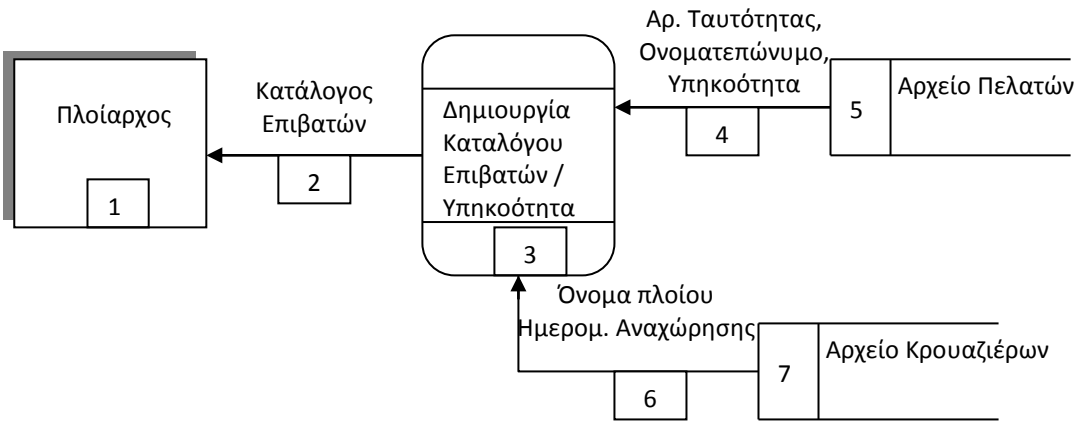 Πλοίαρχος
1
Κατάλογος
Επιβατών
2
Δημιουργία
Καταλόγου
Επιβατών /
Υπηκοότητα
3
Αρ. Ταυτότητας,
Ονοματεπώνυμο,
Υπηκοότητα
4
5
Αρχείο Πελατών
Όνομα πλοίου
Ημερομ. Αναχώρησης
6
7
Αρχείο Κρουαζιέρων